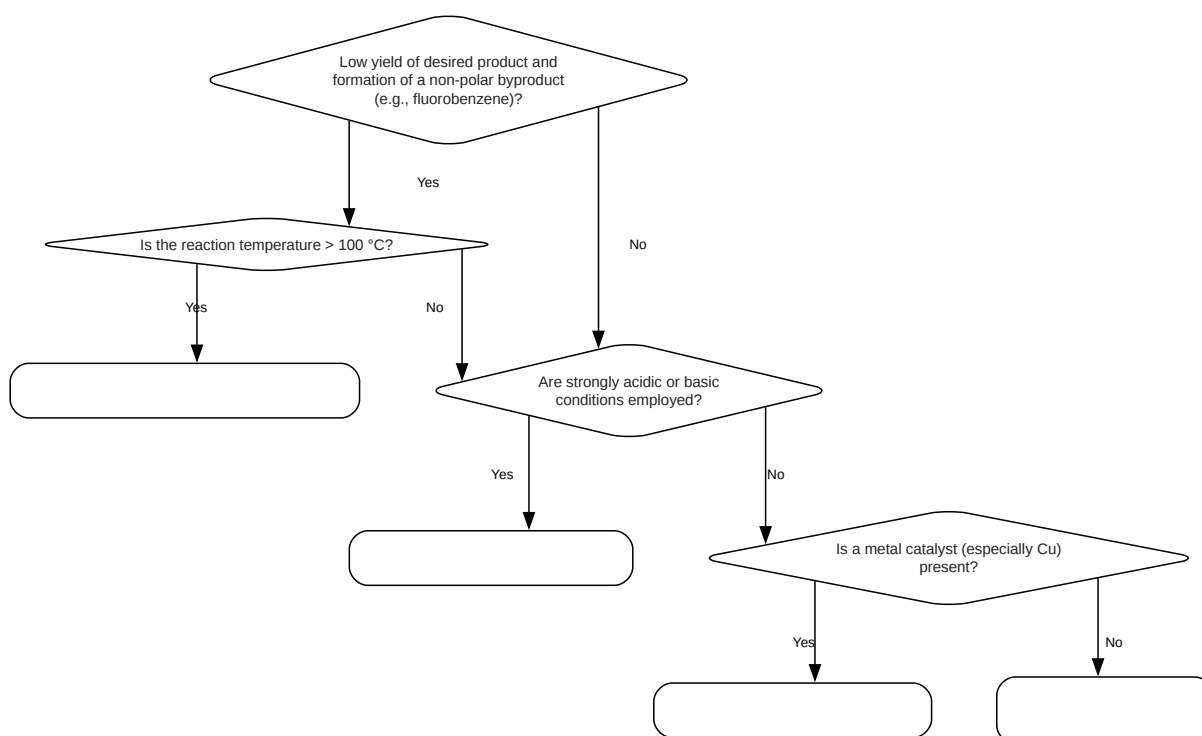 Low yield of desired product and
formation of a non-polar byproduct
(e.g., fluorobenzene)?
Yes
No
Is the reaction temperature > 100 °C?
Yes
No
Are strongly acidic or basic
conditions employed?
Yes
No
Is a metal catalyst (especially Cu)
present?
Yes
No